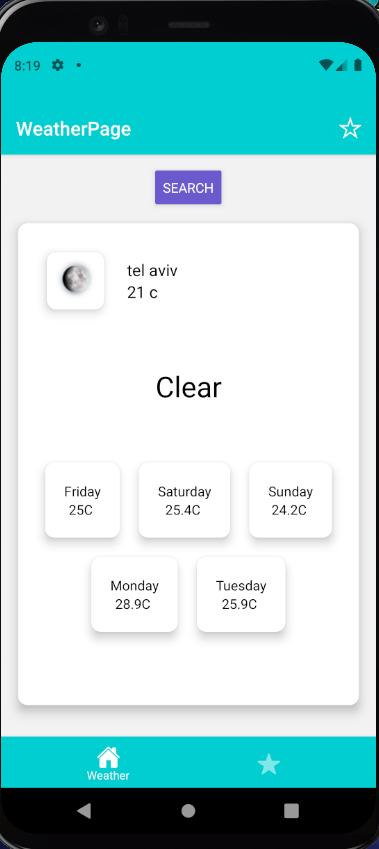 8:19
WeatherPage
SEARCH
tel aviv
21 c
Clear
Friday
25C
Saturday
25.4C
Sunday
24.2C
Monday
28.9C
Tuesday
25.9C
Weather